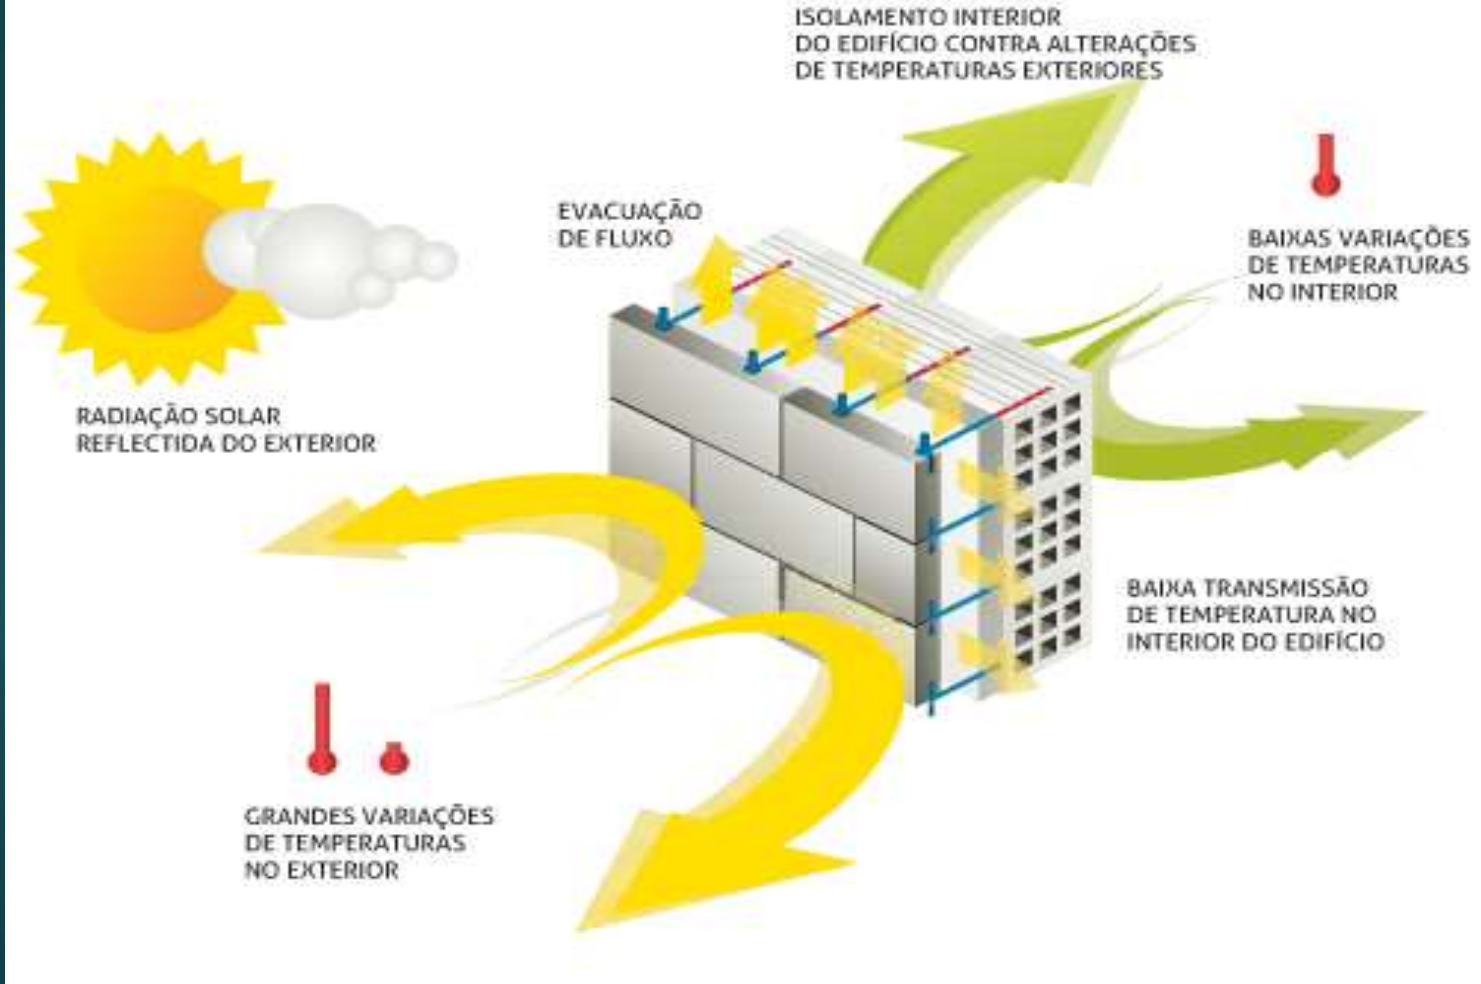 ISOLAMENTO INTERIOR
DO EDIFÍCIO CONTRA ALTERAÇÕES
DE TEMPERATURAS EXTERIORES
EVACUAÇÃO
DE FLUXO
BAIXAS VARIAÇÕES
DE TEMPERATURAS
NO INTERIOR
RADIAÇÃO SOLAR
REFLECTIDA DO EXTERIOR
BAIXA TRANSMISSÃO
DE TEMPERATURA NO
INTERIOR DO EDIFÍCIO
GRANDES VARIAÇÕES
DE TEMPERATURAS
NO EXTERIOR